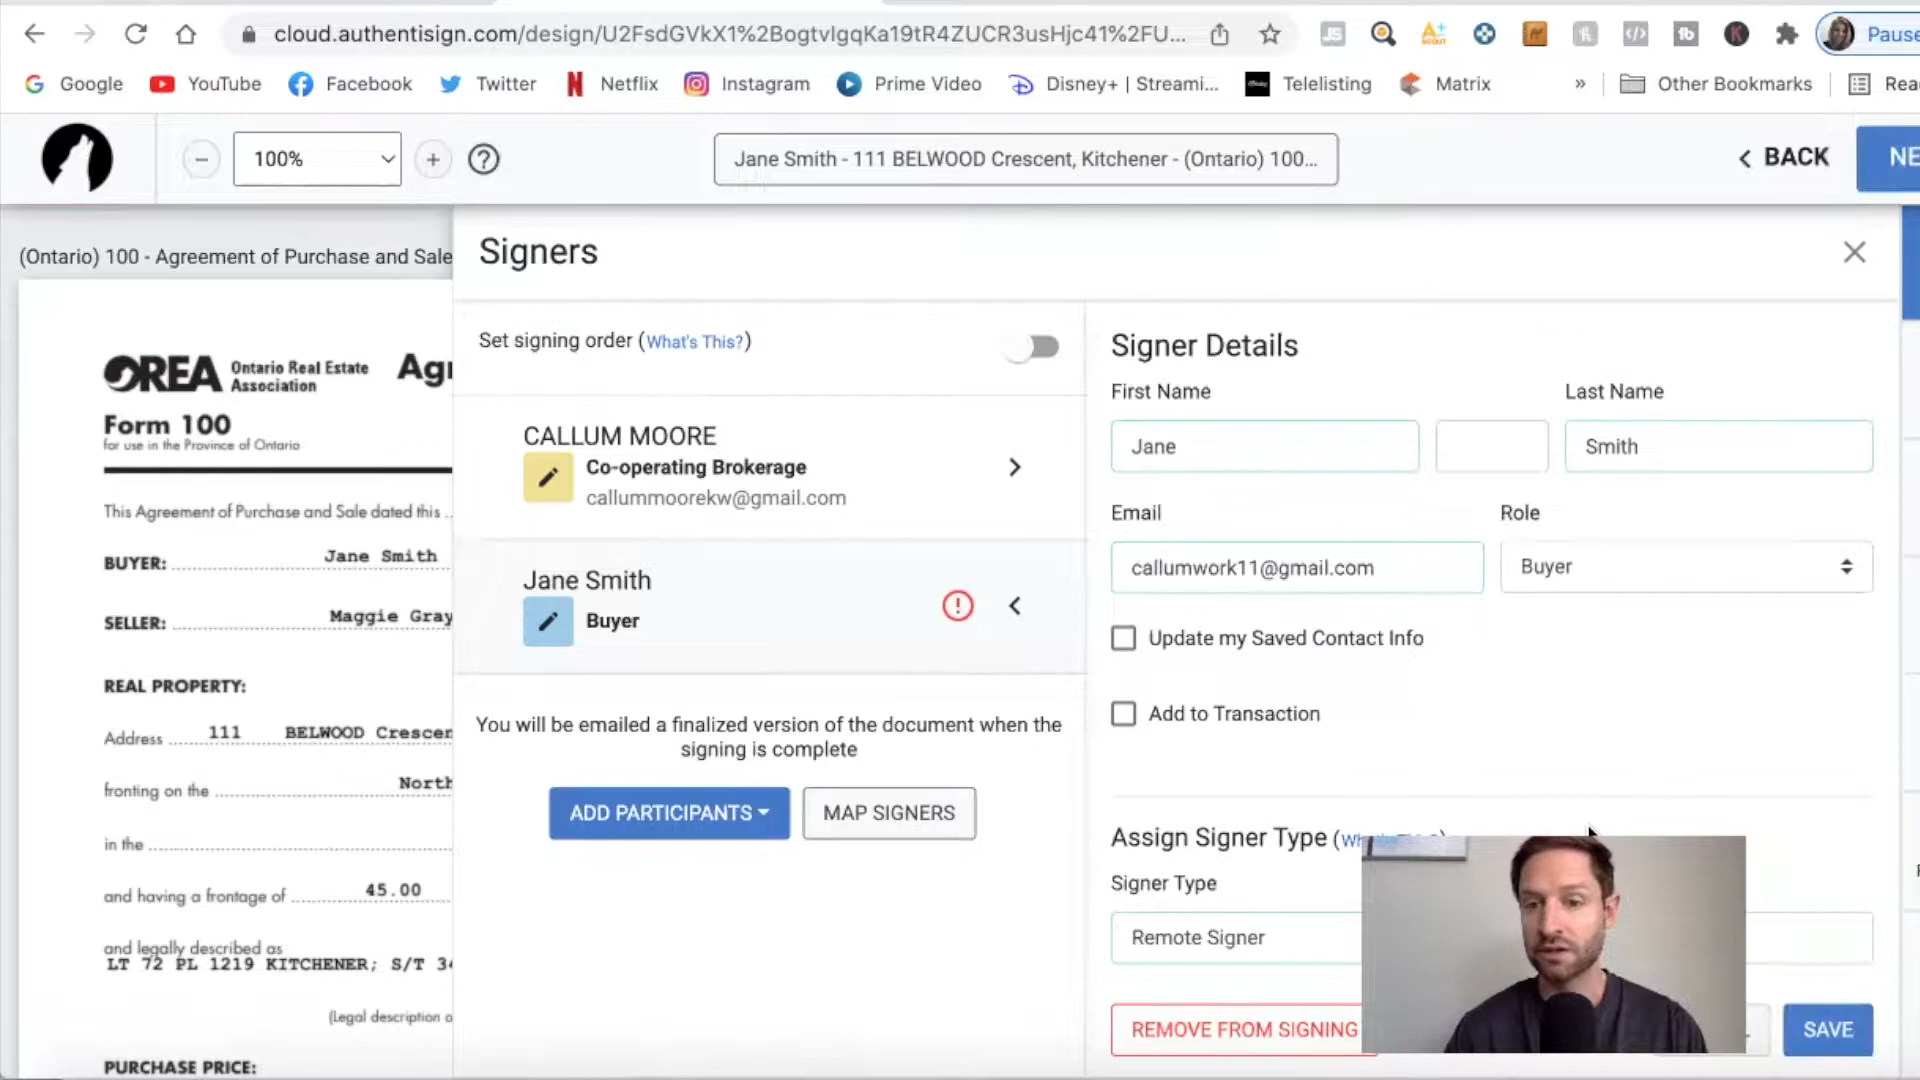 cloud.authentisign.com/design/U2FsdGVkX1%2BogtvIgqKa19tR4ZUCR3usHjc41%2FU...
Pause
Google YouTube Facebook Twitter Netflix Instagram Prime Video Disney+ | Streami... Telelisting Matrix » Other Bookmarks Rea
100%
Jane Smith - 111 BELWOOD Crescent, Kitchener - (Ontario) 100...
BACK
NE
(Ontario) 100 - Agreement of Purchase and Sale
OREA Ontario Real Estate
Association
Agr
Form 100
for use in the Province of Ontario
This Agreement of Purchase and Sale dated this
BUYER: Jane Smith
SELLER: Maggie Gray
REAL PROPERTY:
Address 111 BELWOOD Crescen
fronting on the North
in the
and having a frontage of 45.00
and legally described as
LT 72 PL 1219 KITCHENER; S/T 34
(Legal description o
PURCHASE PRICE:
Signers
Set signing order (What's This?)
CALLUM MOORE
Co-operating Brokerage
callummoorekw@gmail.com
Jane Smith
Buyer
You will be emailed a finalized version of the document when the
signing is complete
ADD PARTICIPANTS
MAP SIGNERS
Signer Details
First Name
Last Name
Jane
Smith
Email
Role
callumwork11@gmail.com
Buyer
Update my Saved Contact Info
Add to Transaction
Assign Signer Type
Signer Type
Remote Signer
REMOVE FROM SIGNING
SAVE